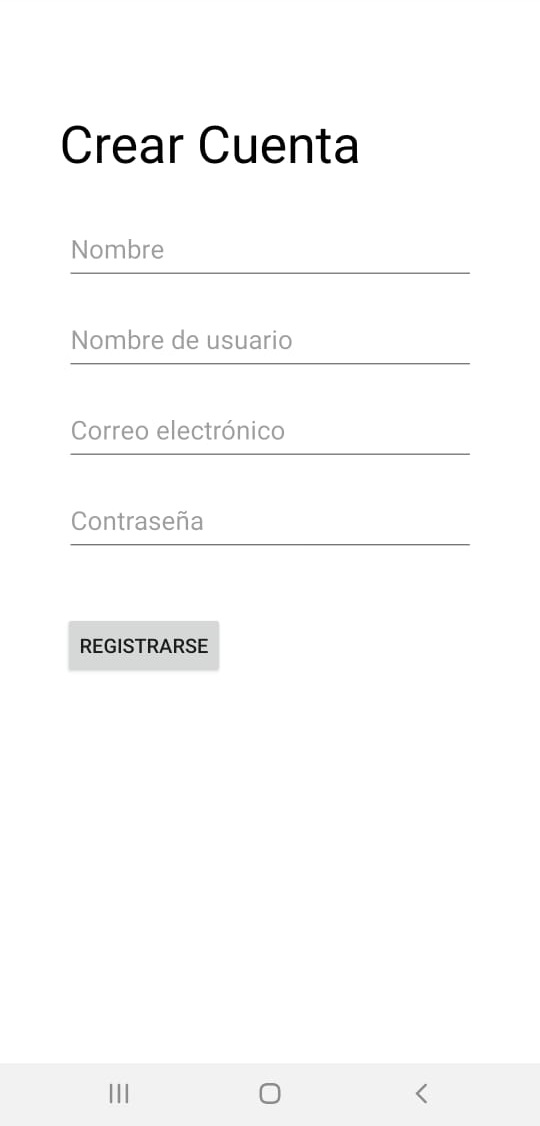 Crear Cuenta
Nombre
Nombre de usuario
Correo electrónico
Contraseña
REGISTRARSE